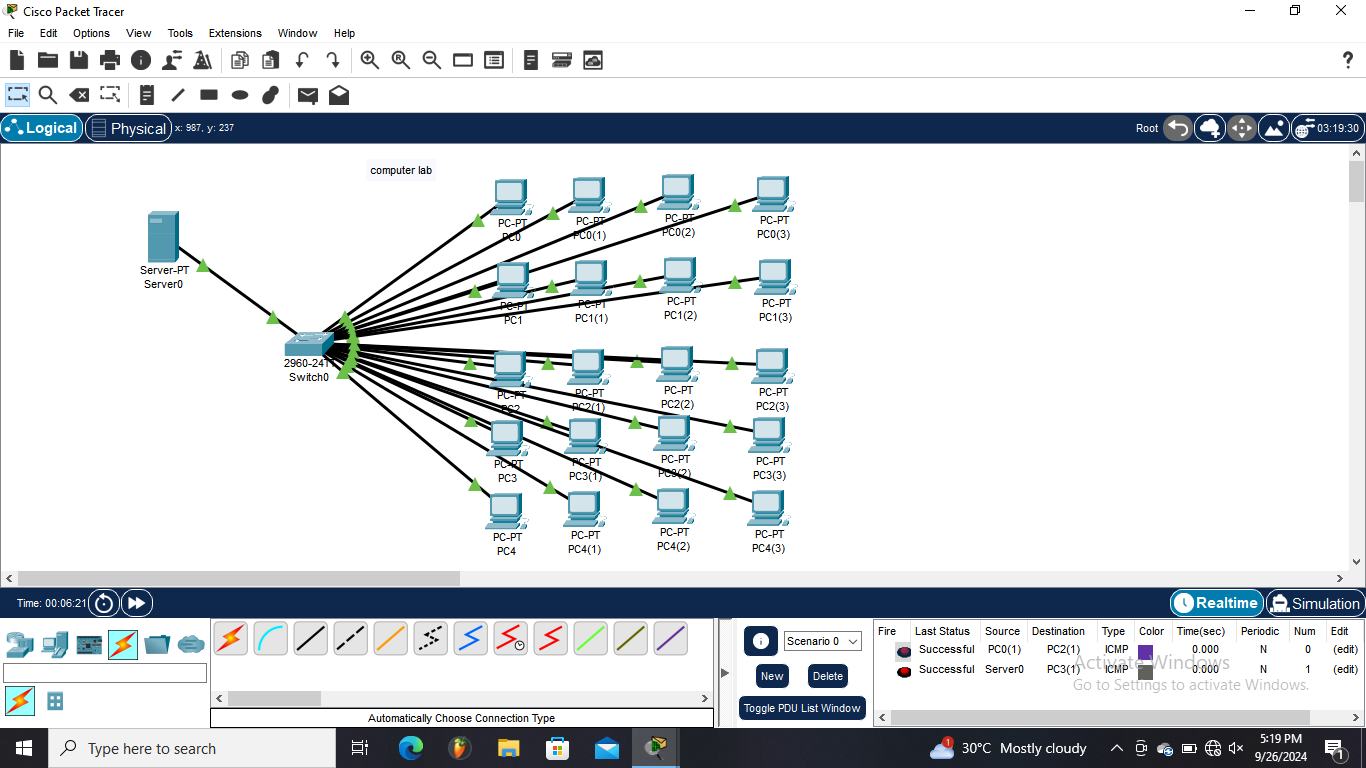 Cisco Packet Tracer
File Edit Options View Tools Extensions Window Help
Logical Physical x: 987, y: 237 Root 03:19:30
computer lab
Server-PT
Server0
2960-24TT
Switch0
PC-PT PC-PT PC-PT PC-PT
PC0 PC0(1) PC0(2) PC0(3)
PC-PT PC-PT PC-PT PC-PT
PC1 PC1(1) PC1(2) PC1(3)
PC-PT PC-PT PC-PT PC-PT
PC2 PC2(1) PC2(2) PC2(3)
PC-PT PC-PT PC-PT PC-PT
PC3 PC3(1) PC3(2) PC3(3)
PC-PT PC-PT PC-PT PC-PT
PC4 PC4(1) PC4(2) PC4(3)
Time: 00:06:21 Realtime Simulation
Scenario 0
New Delete
Toggle PDU List Window
Automatically Choose Connection Type
Fire Last Status Source Destination Type Color Time(sec) Periodic Num Edit
Successful PC0(1) PC2(1) ICMP 0.000 N 0 (edit)
Successful Server0 PC3(1) ICMP 0.000 N 1 (edit)
Activate Windows
Go to Settings to activate Windows.
Type here to search
1 30°C Mostly cloudy
5:19 PM
9/26/2024
1